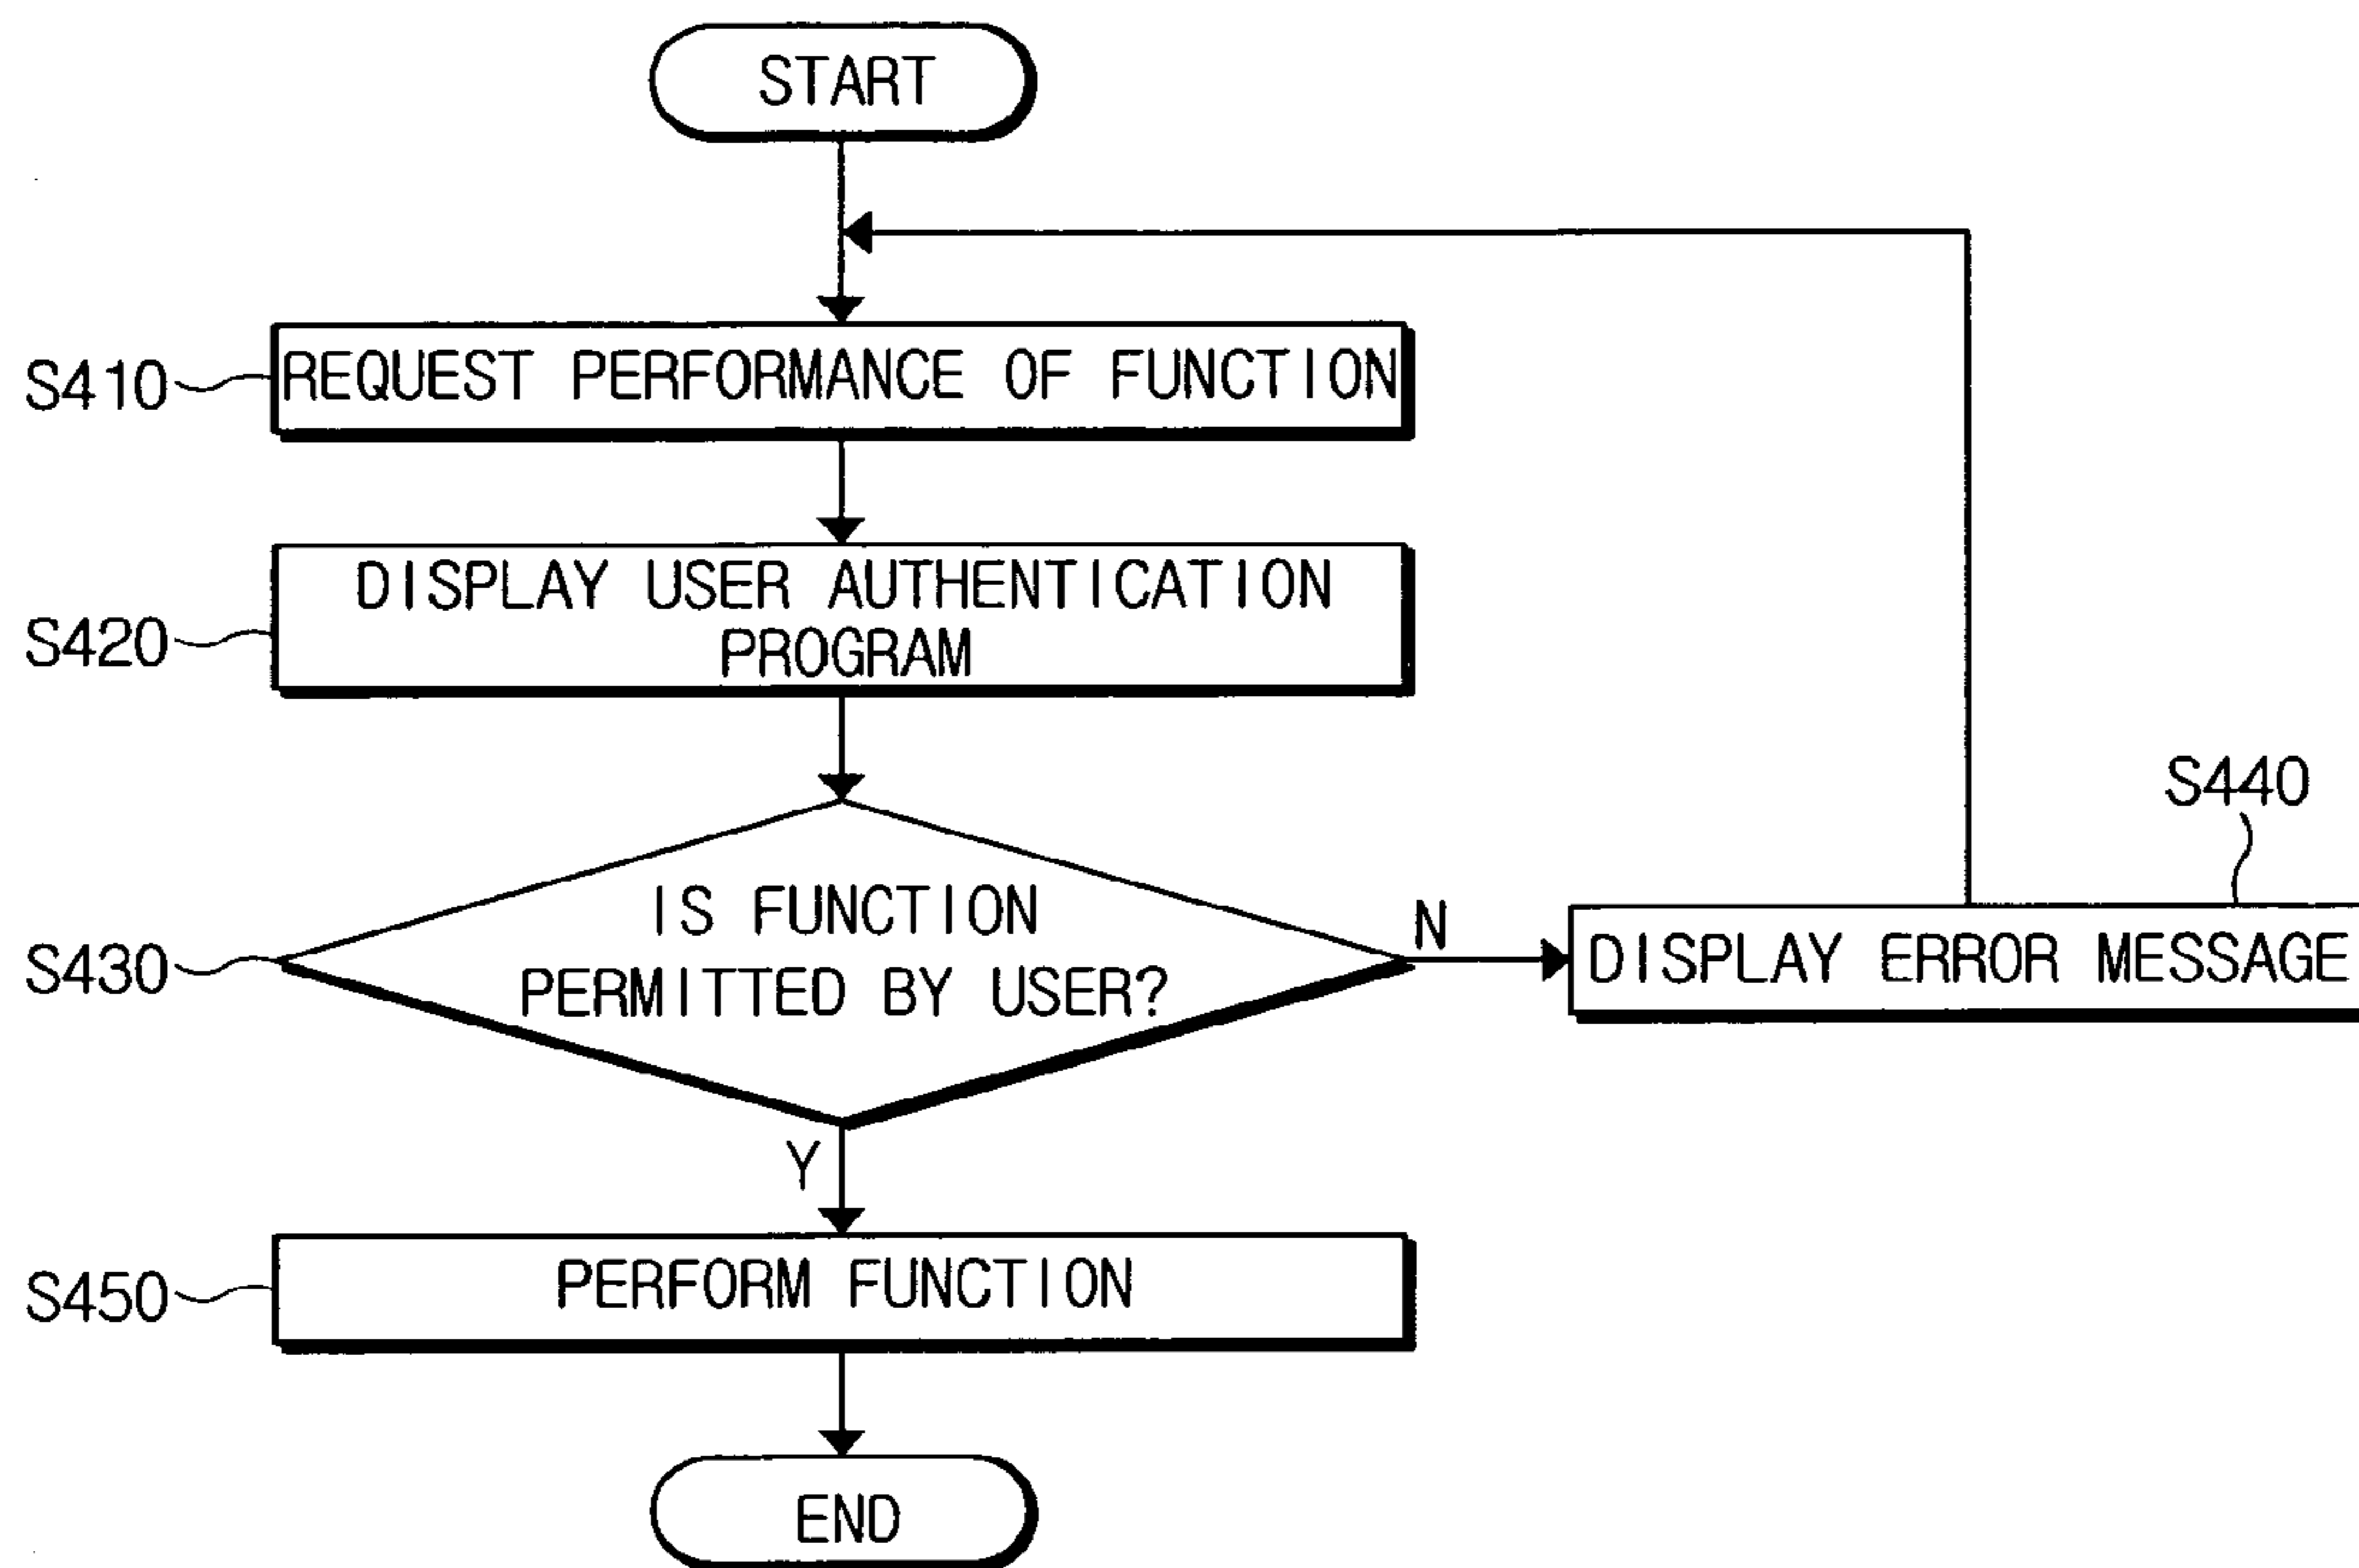 START
S410
REQUEST PERFORMANCE OF FUNCTION
S420
DISPLAY USER AUTHENTICATION
PROGRAM
S430
IS FUNCTION
PERMITTED BY USER?
N
S440
DISPLAY ERROR MESSAGE
Y
S450
PERFORM FUNCTION
END